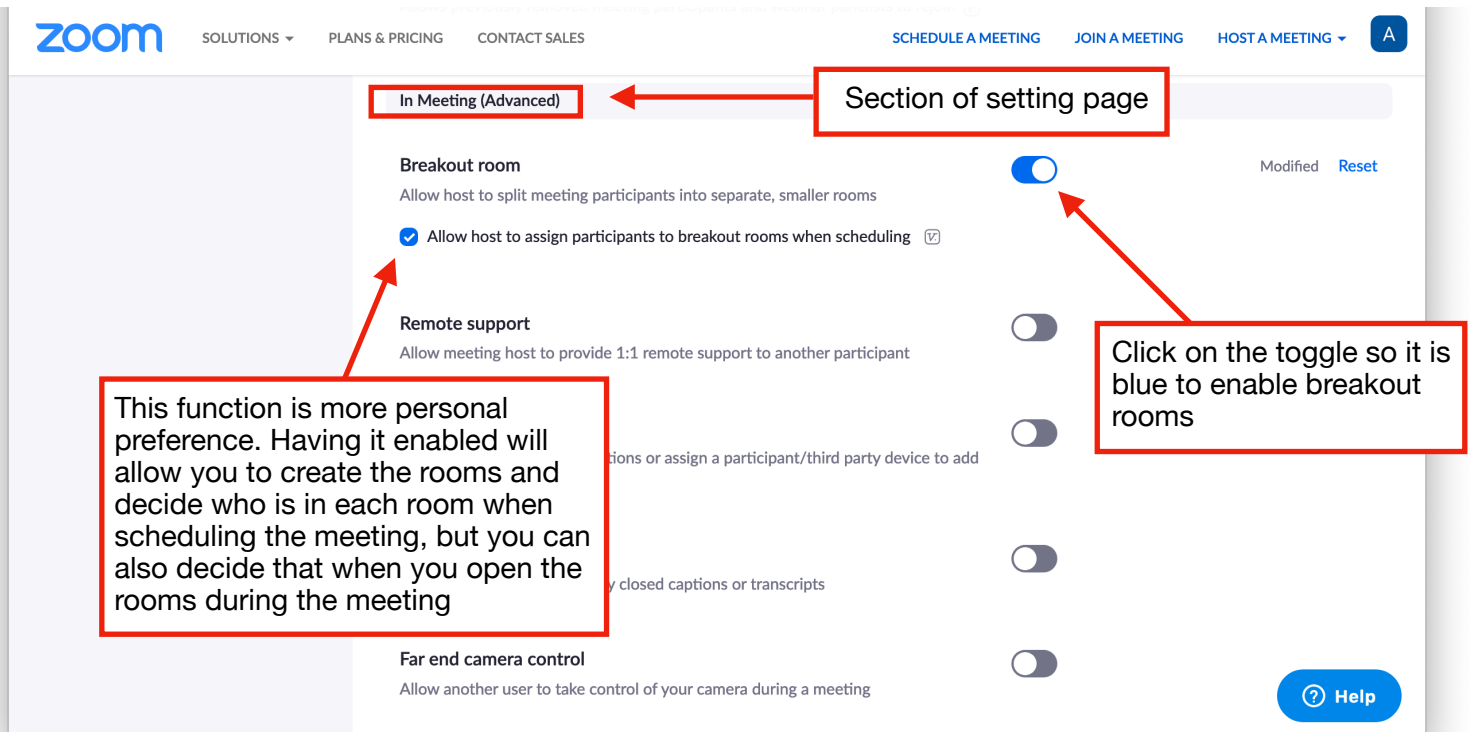 zoom SOLUTIONS PLANS & PRICING CONTACT SALES SCHEDULE A MEETING JOIN A MEETING HOST A MEETING A
In Meeting (Advanced)
Section of setting page
Breakout room
Modified Reset
Allow host to split meeting participants into separate, smaller rooms
Allow host to assign participants to breakout rooms when scheduling
Remote support
Allow meeting host to provide 1:1 remote support to another participant
Click on the toggle so it is
blue to enable breakout
rooms
This function is more personal
preference. Having it enabled will
allow you to create the rooms and
decide who is in each room when
scheduling the meeting, but you can
also decide that when you open the
rooms during the meeting
or assign a participant/third party device to add
closed captions or transcripts
Far end camera control
Allow another user to take control of your camera during a meeting
Help